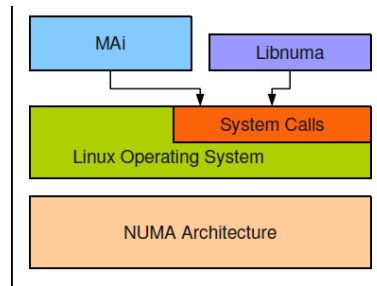 MAi
Libnuma
System Calls
Linux Operating System
NUMA Architecture